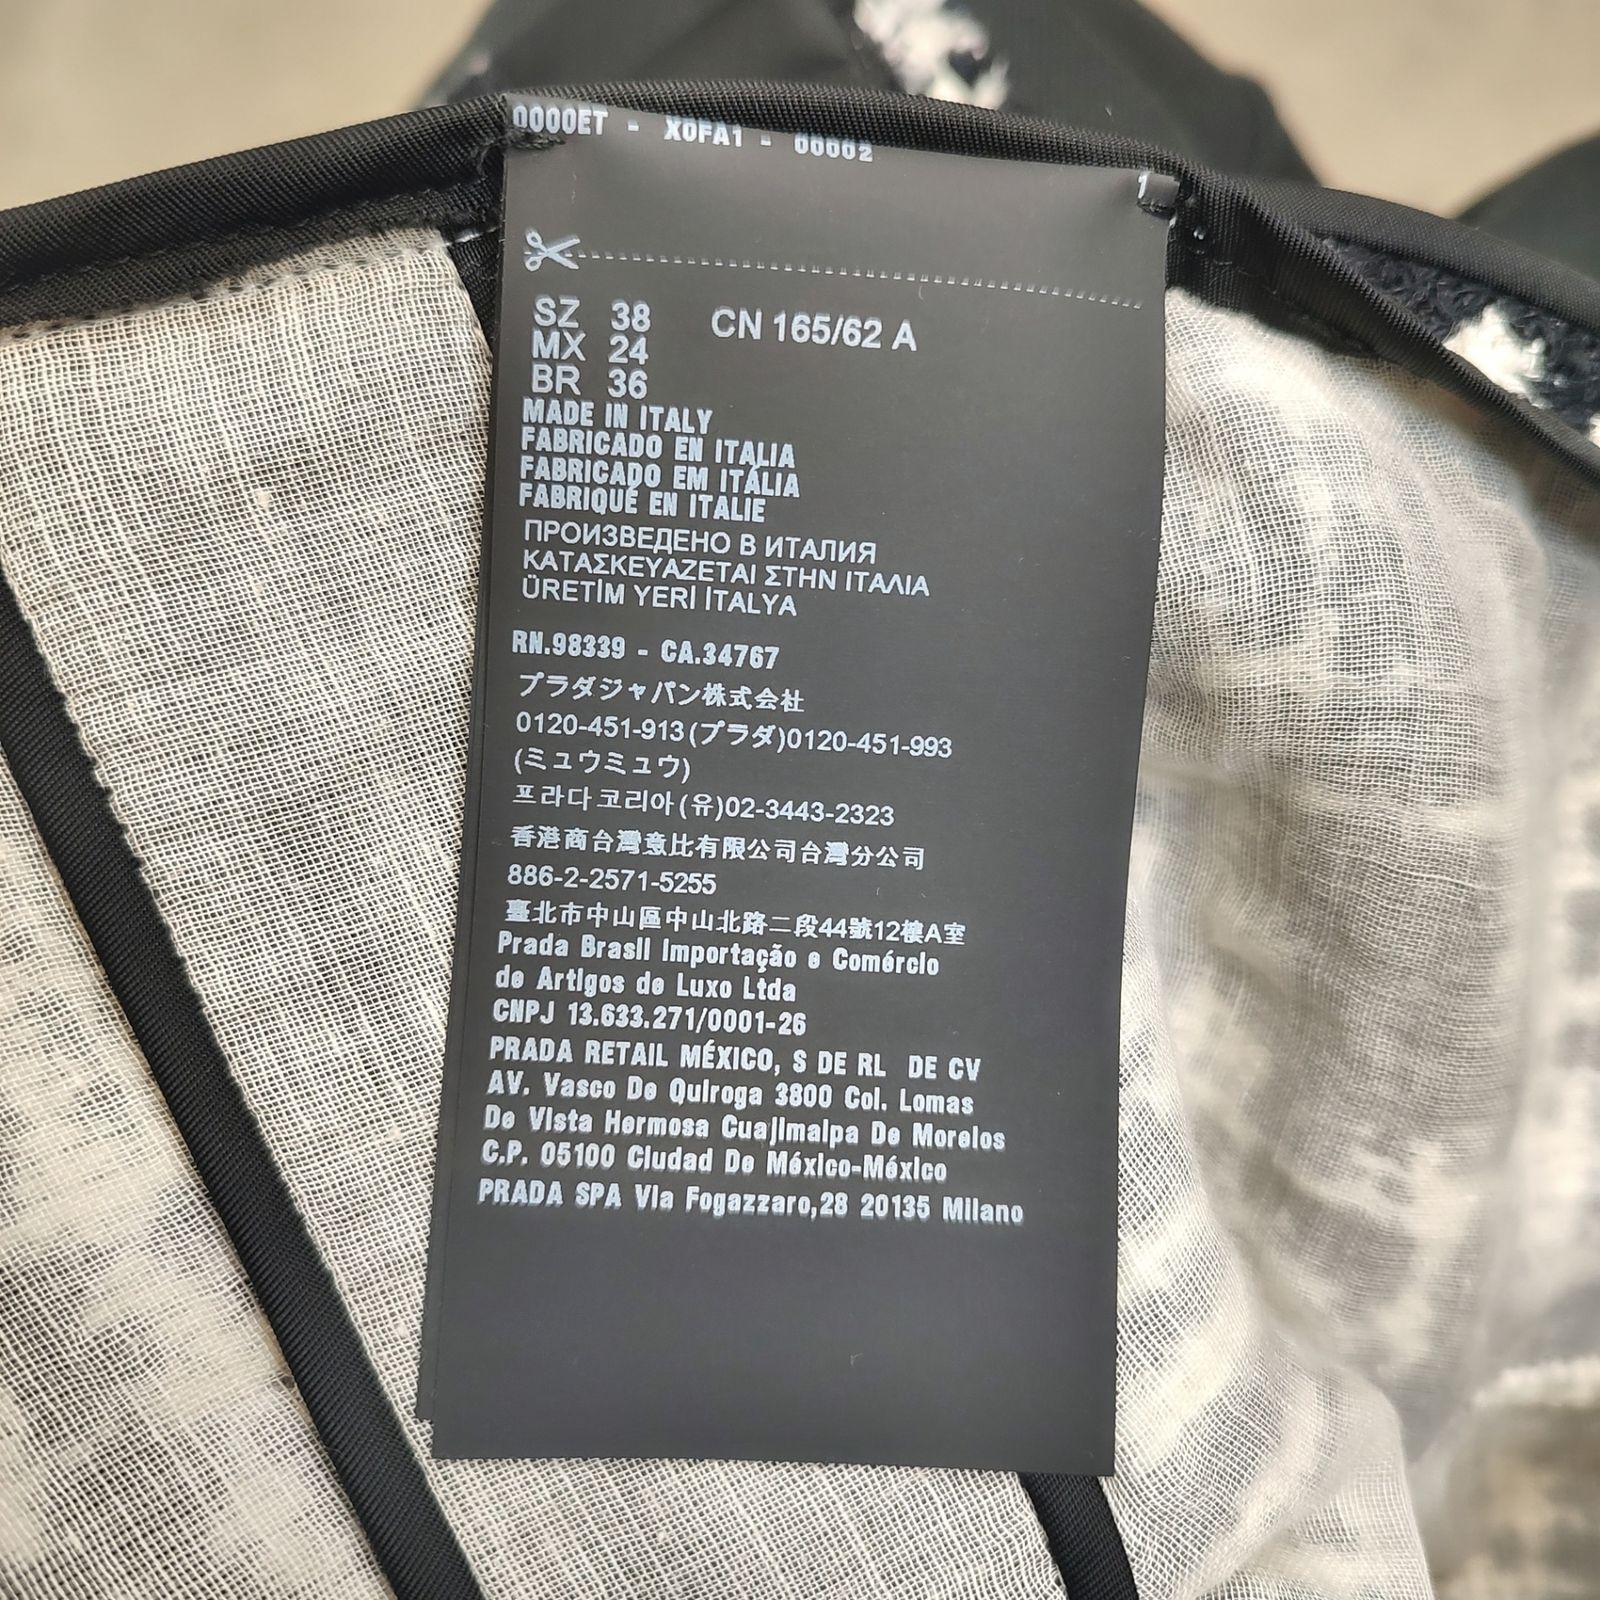 0000ET - X0FA1 - 00002
1
SZ 38 CN 165/62 A
MX 24
BR 36
MADE IN ITALY
FABRICADO EN ITALIA
FABRICADO EM ITÁLIA
FABRIQUÉ EN ITALIE
ПРОИЗВЕДЕНО В ИТАЛИЯ
ΚΑΤΑΣΚΕΥΑΖΕΤΑΙ ΣΤΗΝ ΙΤΑΛΙΑ
ÜRETİM YERİ İTALYA
RN.98339 - CA.34767
プラダジャパン株式会社
0120-451-913(プラダ)0120-451-993
(ミュウミュウ)
프라다코리아(유)02-3443-2323
香港商台灣意比有限公司台灣分公司
886-2-2571-5255
臺北市中山區中山北路二段44號12樓A室
Prada Brasil Importação e Comércio
de Artigos de Luxo Ltda
CNPJ 13.633.271/0001-26
PRADA RETAIL MÉXICO, S DE RL DE CV
AV. Vasco De Quiroga 3800 Col. Lomas
De Vista Hermosa Cuajimalpa De Morelos
C.P. 05100 Ciudad De México-México
PRADA SPA Via Fogazzaro,28 20135 Milano